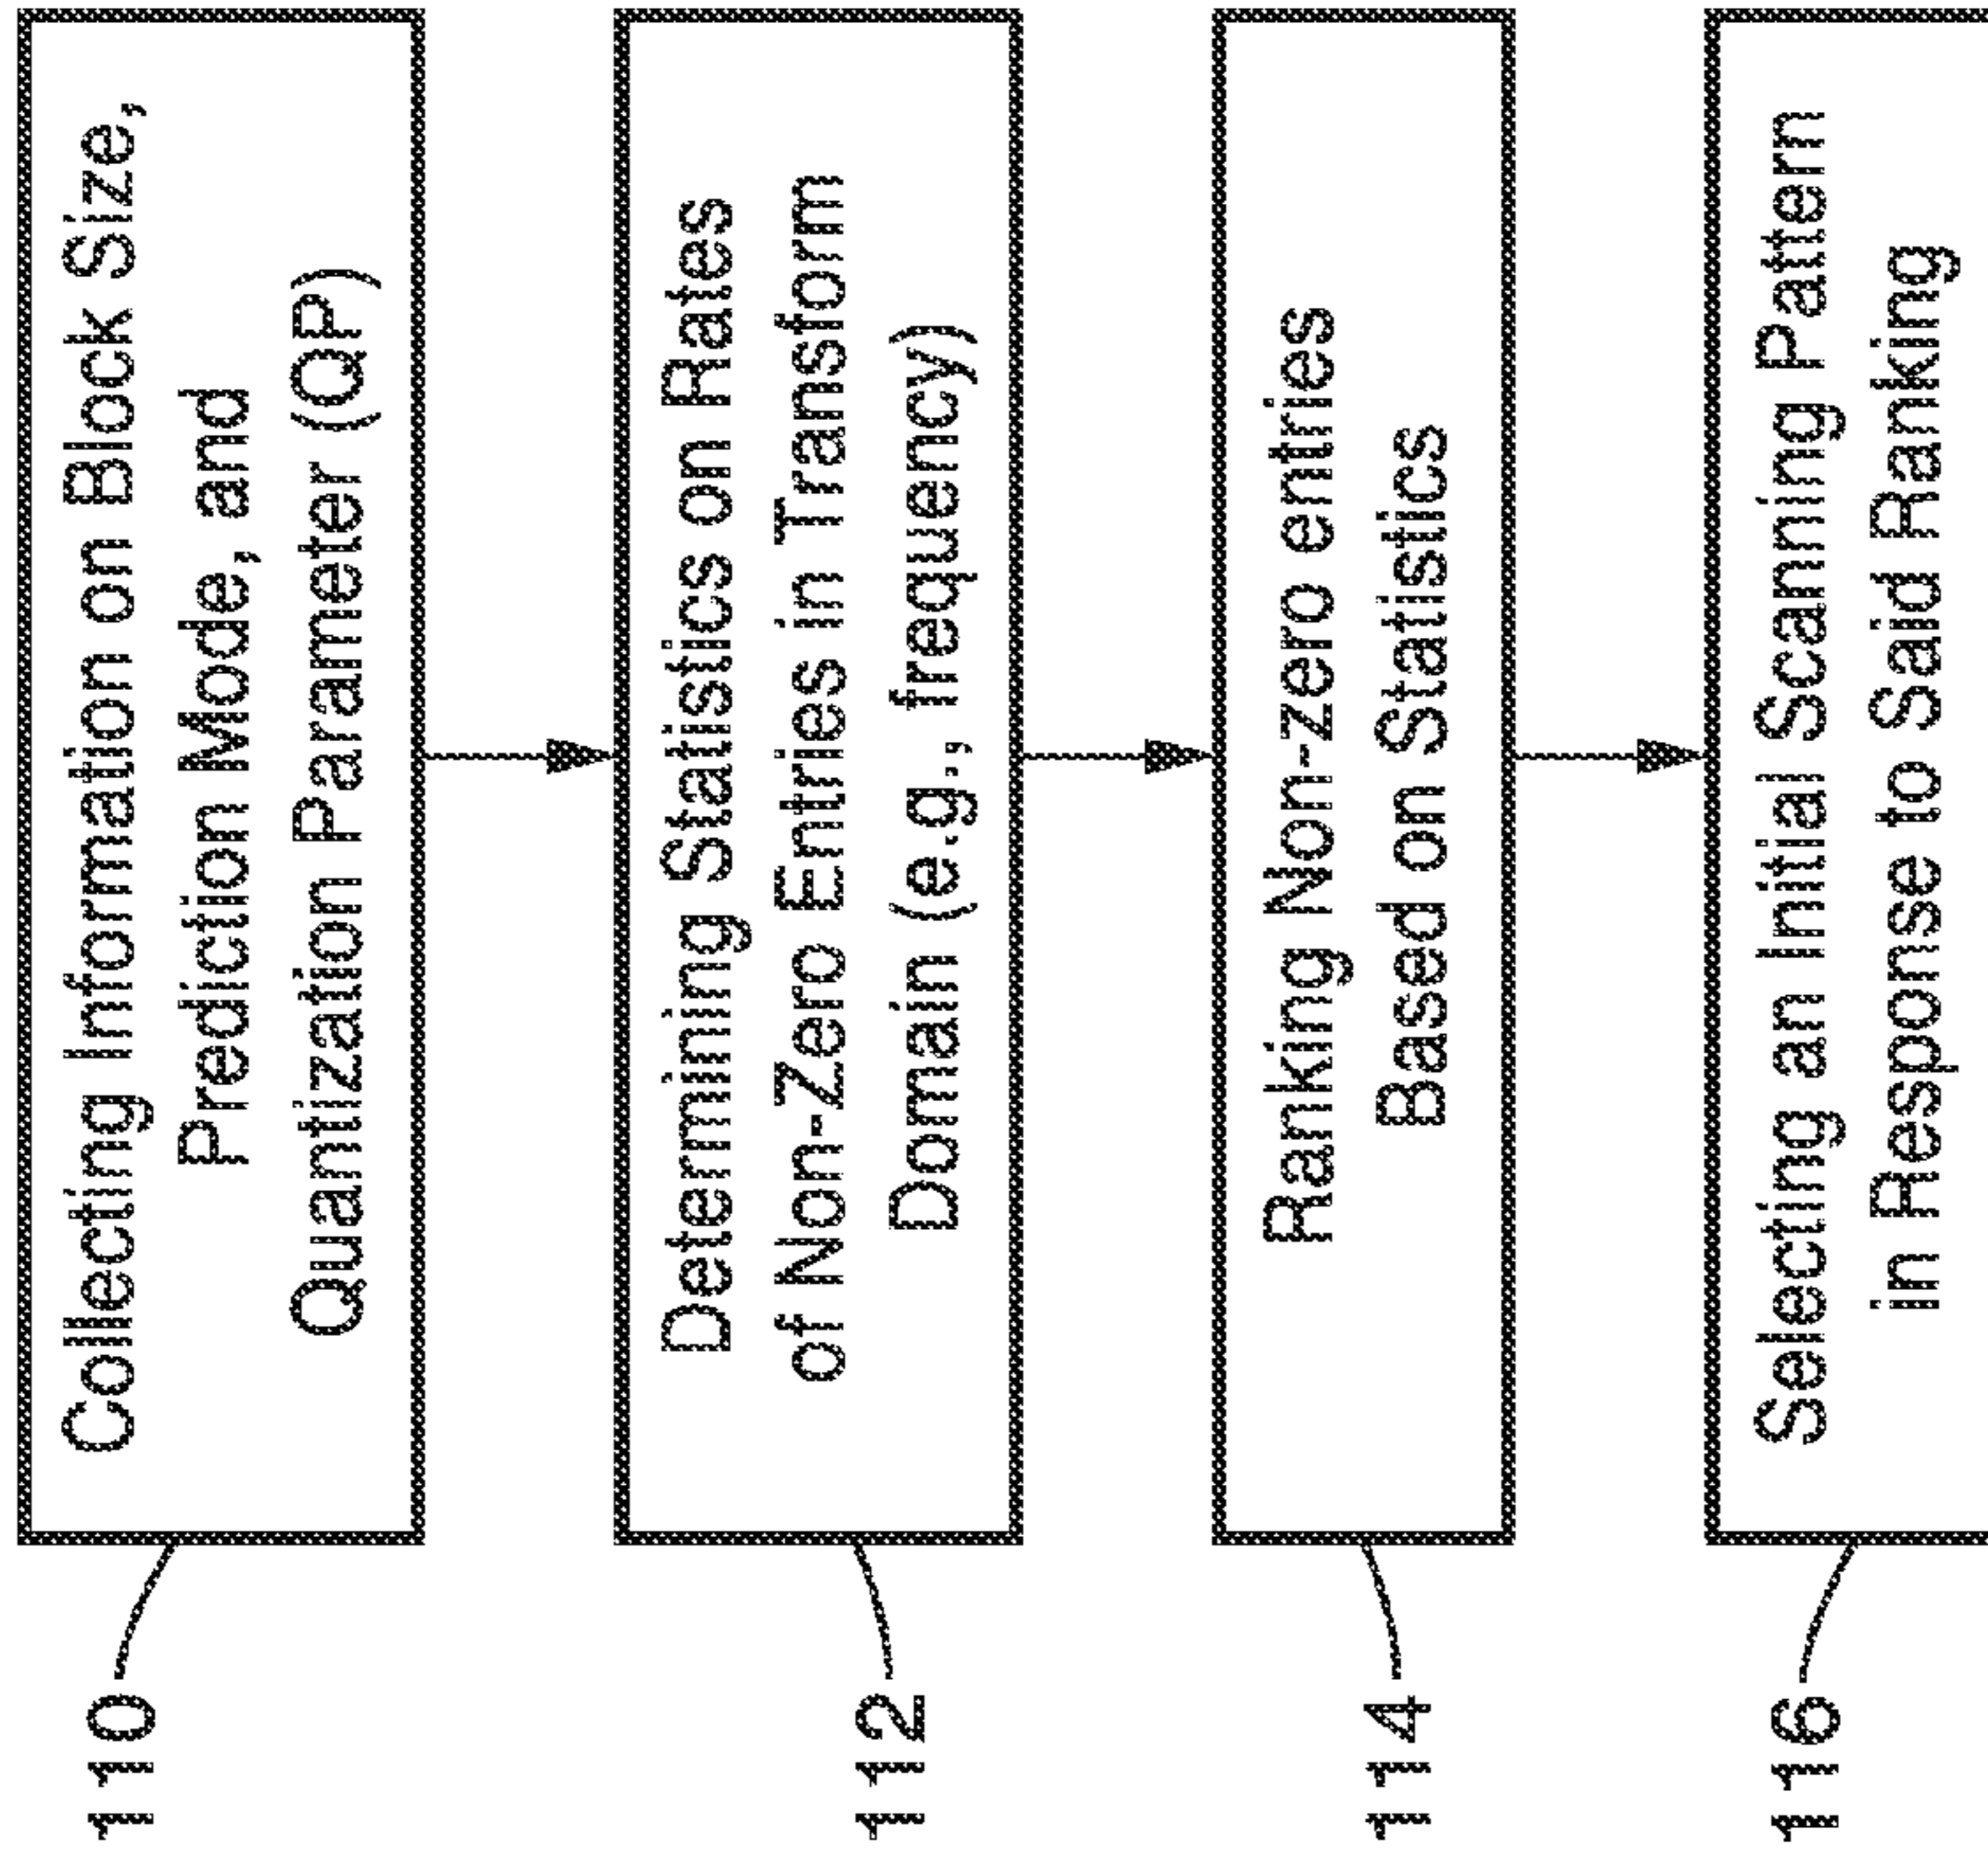 110
Collecting Information on Block Size,
Prediction Mode, and
Quantization Parameter (QP)
112
Determining Statistics on Rates
of Non-Zero Entries in Transform
Domain (e.g., frequency)
114
Ranking Non-zero entries
Based on Statistics
116
Selecting an Initial Scanning Pattern
in Response to Said Ranking